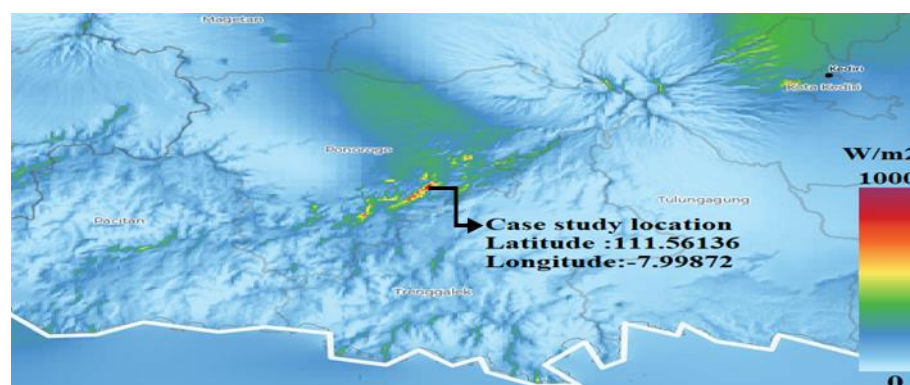 Magetan
Kediri
Kota Kediri
Ponorogo
W/m2
1000
Tulungagung
Pacitan
Case study location
Latitude :111.56136
Longitude:-7.99872
Trenggalek
0